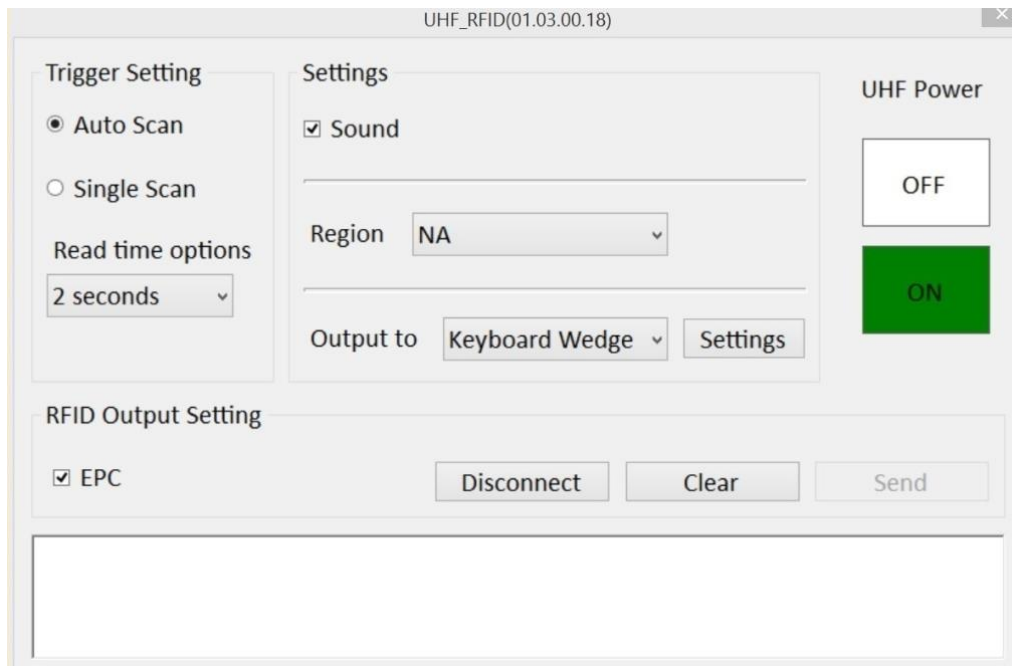 UHF_RFID(01.03.00.18)
Trigger Setting
Auto Scan
Single Scan
Read time options
2 seconds
Settings
Sound
Region NA
Output to Keyboard Wedge Settings
UHF Power
OFF
ON
RFID Output Setting
EPC Disconnect Clear Send